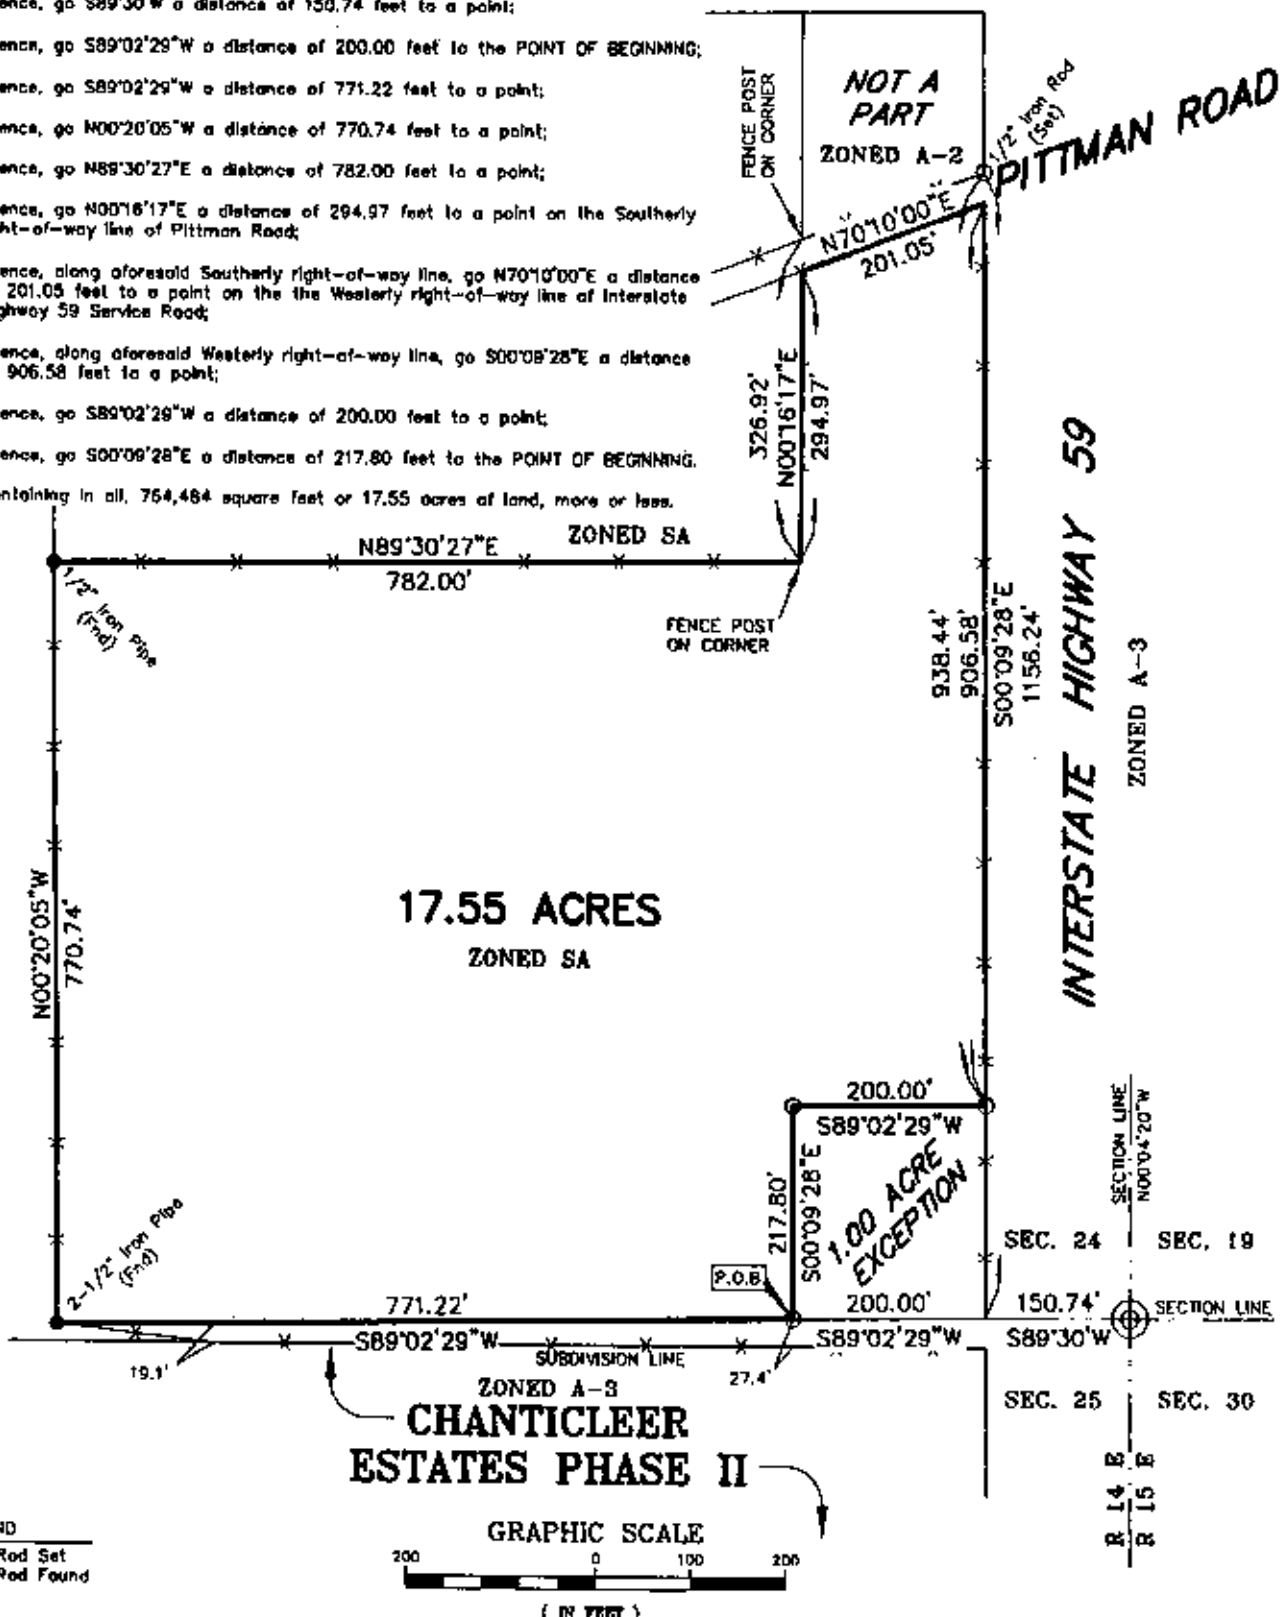 go S89°30'W a distance of 150.74 feet to a point;
go S89°02'29"W a distance of 200.00 feet to the POINT OF BEGINNING;
go S89°02'29"W a distance of 771.22 feet to a point;
go N00°20'05"W a distance of 770.74 feet to a point;
go N89°30'27"E a distance of 782.00 feet to a point;
go N00°16'17"E a distance of 294.97 feet to a point on the Southerly
of-way line of Pittman Road;
along aforesaid Southerly right-of-way line, go N70°10'00"E a distance
201.05 feet to a point on the the Westerly right-of-way line of Interstate
59 Service Road;
along aforesaid Westerly right-of-way line, go S00°09'28"E a distance
906.58 feet to a point;
go S89°02'29"W a distance of 200.00 feet to a point;
go S00°09'28"E a distance of 217.80 feet to the POINT OF BEGINNING.
in all, 764,484 square feet or 17.55 acres of land, more or less.
NOT A
PART
ZONED A-2
FENCE POST
ON CORNER
1/2" Iron Rod
(Set)
PITTMAN ROAD
N70°10'00"E
201.05'
326.92'
N00°16'17"E
294.97'
ZONED SA
N89°30'27"E
782.00'
1/2" Iron Pipe
(Fnd)
FENCE POST
ON CORNER
938.44'
906.58'
S00°09'28"E
1156.24'
INTERSTATE HIGHWAY 59
ZONED A-3
N00°20'05"W
770.74'
17.55 ACRES
ZONED SA
200.00'
S89°02'29"W
217.80'
S00°09'28"E
1.00 ACRE
EXCEPTION
SECTION LINE
N00°04'20"W
SEC. 24
SEC. 19
2-1/2" Iron Pipe
(Fnd)
P.O.B.
771.22'
200.00'
150.74'
SECTION LINE
S89°02'29"W
S89°02'29"W
S89°30'W
SUBDIVISION LINE
19.1'
27.4'
ZONED A-3
SEC. 25
SEC. 30
CHANTICLEER
ESTATES PHASE II
R 14 E
R 15 E
GRAPHIC SCALE
200 0 100 200
( IN FEET )
Rod Set
Rod Found